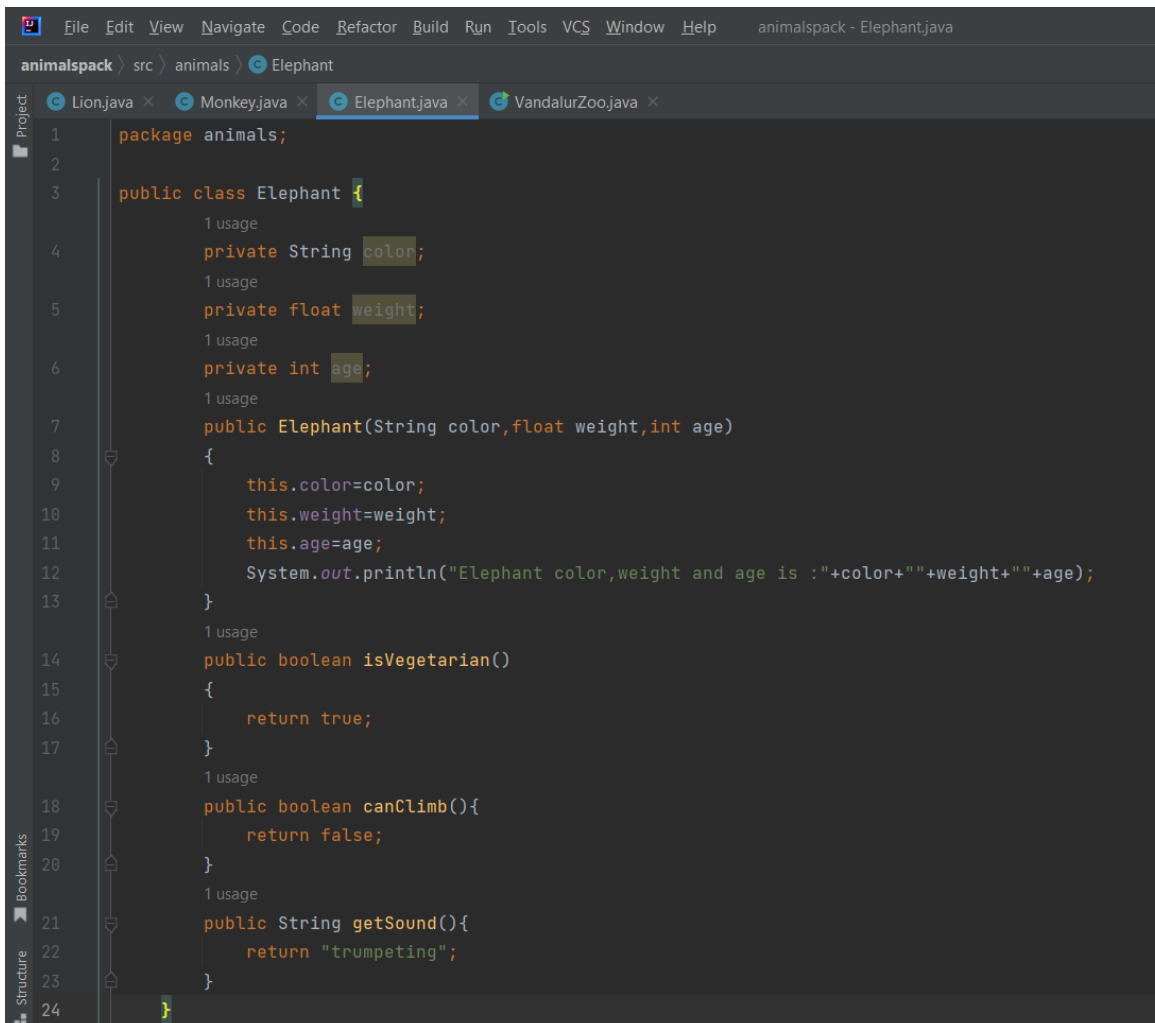 File Edit View Navigate Code Refactor Build Run Tools VCS Window Help animalspack - Elephant.java
animalspack src animals Elephant
Lion.java Monkey.java Elephant.java VandalurZoo.java
Project
1 package animals;
2
3 public class Elephant {
1 usage
4 private String color;
1 usage
5 private float weight;
1 usage
6 private int age;
1 usage
7 public Elephant(String color,float weight,int age)
8 {
9 this.color=color;
10 this.weight=weight;
11 this.age=age;
12 System.out.println("Elephant color,weight and age is :"+color+""+weight+""+age);
13 }
1 usage
14 public boolean isVegetarian()
15 {
16 return true;
17 }
1 usage
18 public boolean canClimb(){
19 return false;
20 }
1 usage
21 public String getSound(){
22 return "trumpeting";
23 }
24 }
Bookmarks
Structure